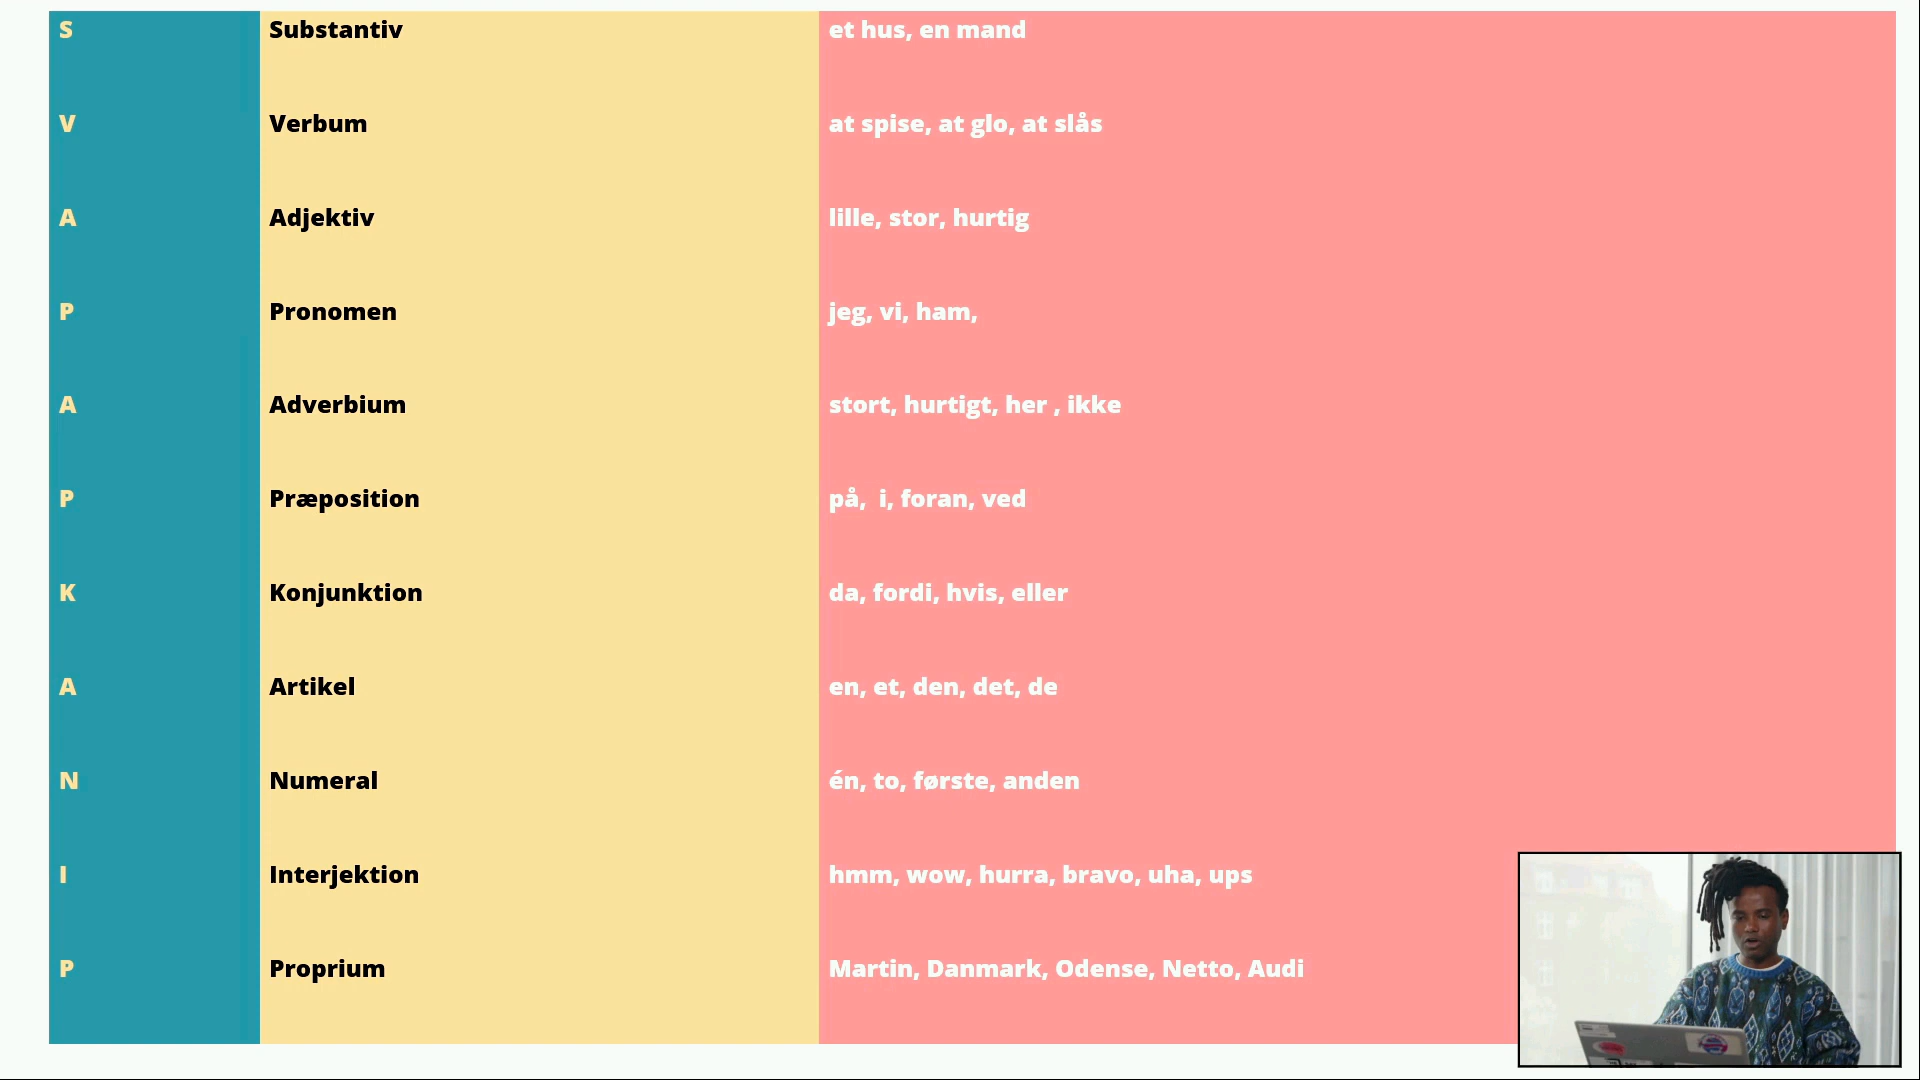 S Substantiv et hus, en mand
V Verbum at spise, at glo, at slås
A Adjektiv lille, stor, hurtig
P Pronomen jeg, vi, ham,
A Adverbium stort, hurtigt, her , ikke
P Præposition på,  i, foran, ved
K Konjunktion da, fordi, hvis, eller
A Artikel en, et, den, det, de
N Numeral én, to, første, anden
I Interjektion hmm, wow, hurra, bravo, uha, ups
P Proprium Martin, Danmark, Odense, Netto, Audi